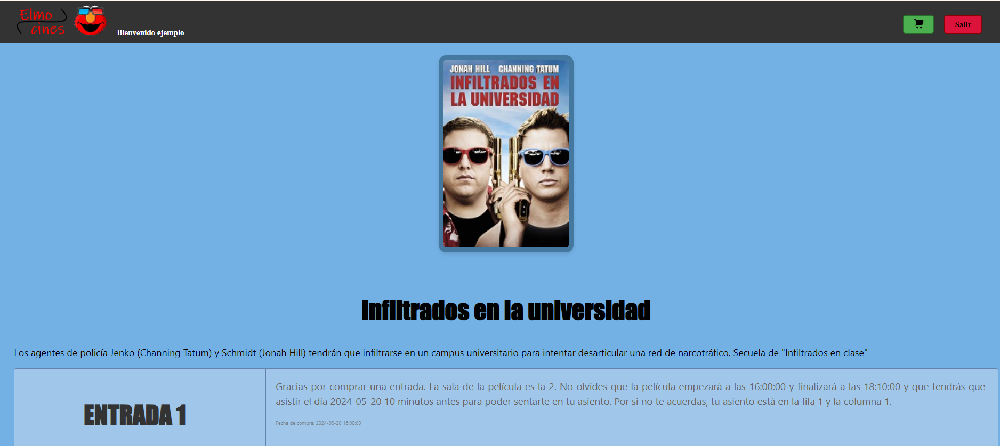 Elmo
cines
Bienvenido ejemplo
Salir
JONAH HILL CHANNING TATUM
INFILTRADOS EN
LA UNIVERSIDAD
Infiltrados en la universidad
Los agentes de policía Jenko (Channing Tatum) y Schmidt (Jonah Hill) tendrán que infiltrarse en un campus universitario para intentar desarticular una red de narcotráfico. Secuela de "Infiltrados en clase"
ENTRADA 1
Gracias por comprar una entrada. La sala de la película es la 2. No olvides que la película empezará a las 16:00:00 y finalizará a las 18:10:00 y que tendrás que
asistir el día 2024-05-20 10 minutos antes para poder sentarte en tu asiento. Por si no te acuerdas, tu asiento está en la fila 1 y la columna 1.
Fecha de compra: 2024-05-20 16:00:00